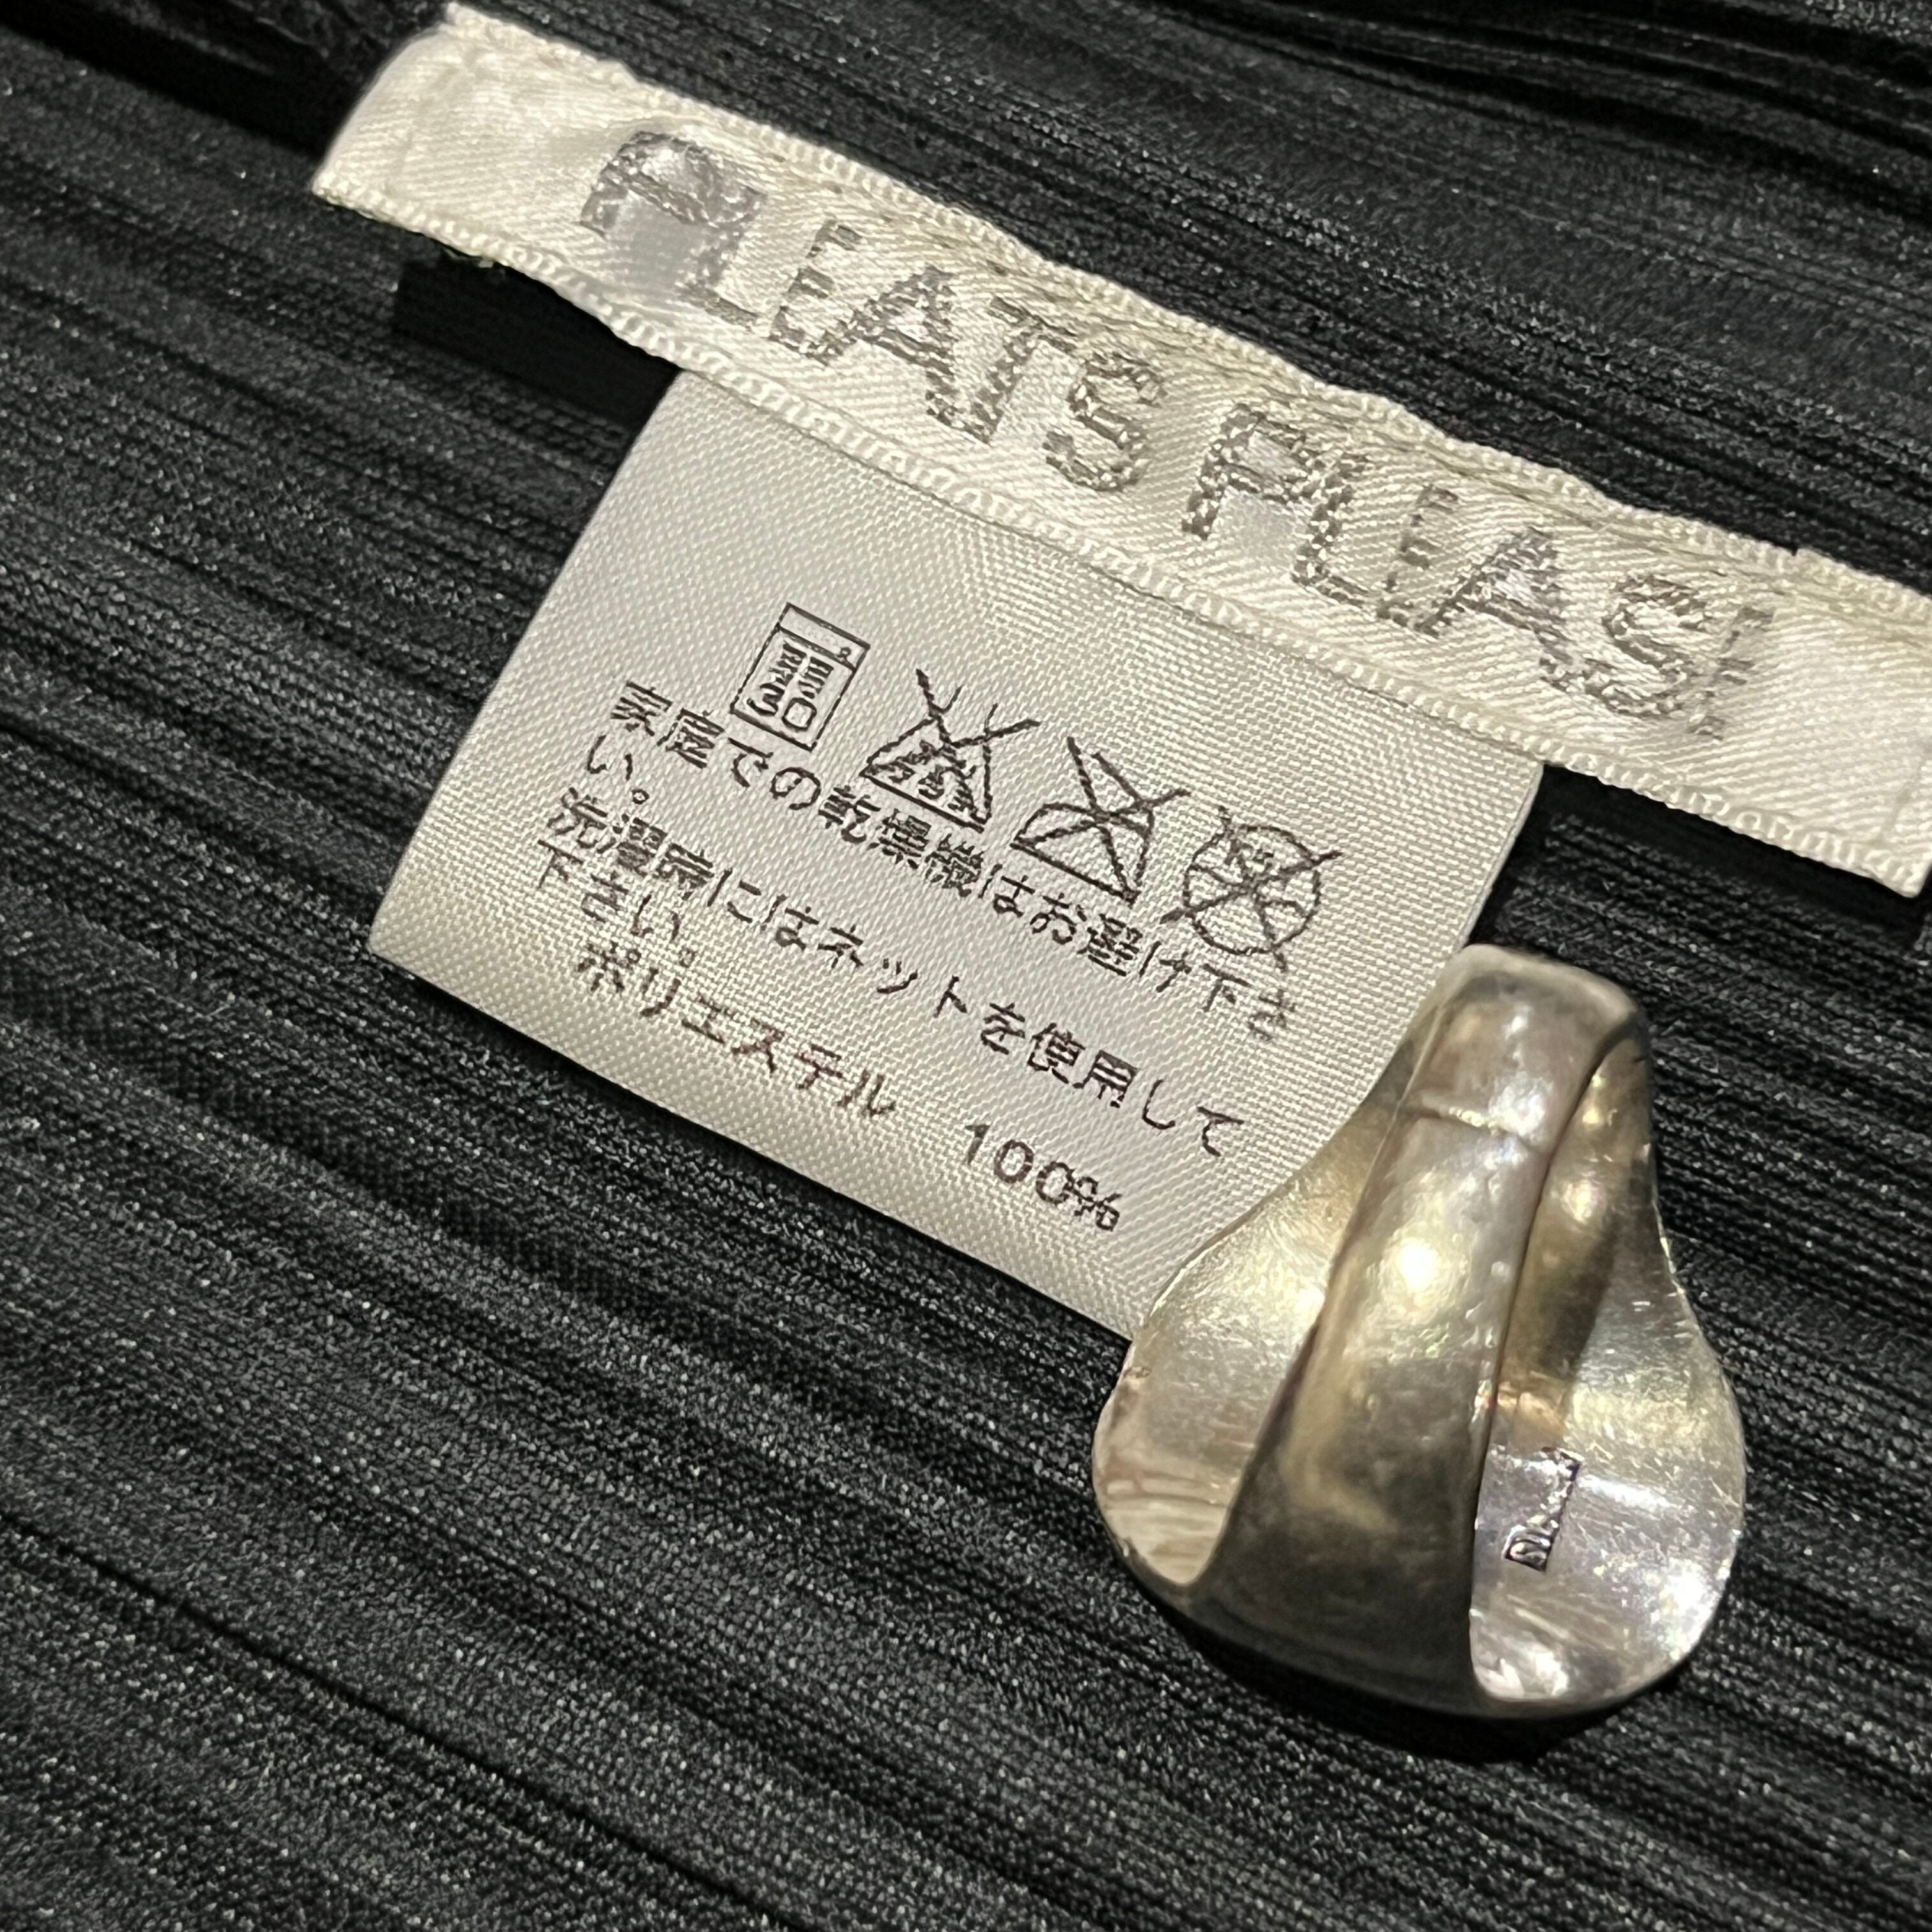 PLEATS PLEASE
家庭での乾燥機はお避け下さ
い。
洗濯時にはネットを使用して
下さい。
ポリエステル 100%